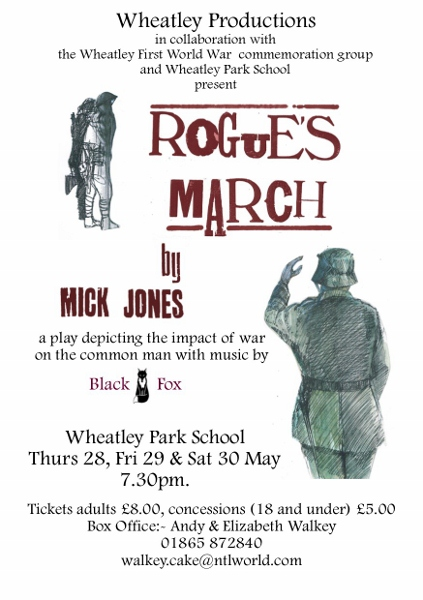 Wheatley Productions
in collaboration with
the Wheatley First World War commemoration group
and Wheatley Park School
present
ROGUE'S
MARCH
by
MICK JONES
a play depicting the impact of war
on the common man with music by
Black Fox
Wheatley Park School
Thurs 28, Fri 29 & Sat 30 May
7.30pm.
Tickets adults £8.00, concessions (18 and under) £5.00
Box Office:- Andy & Elizabeth Walkey
01865 872840
walkey.cake@ntlworld.com